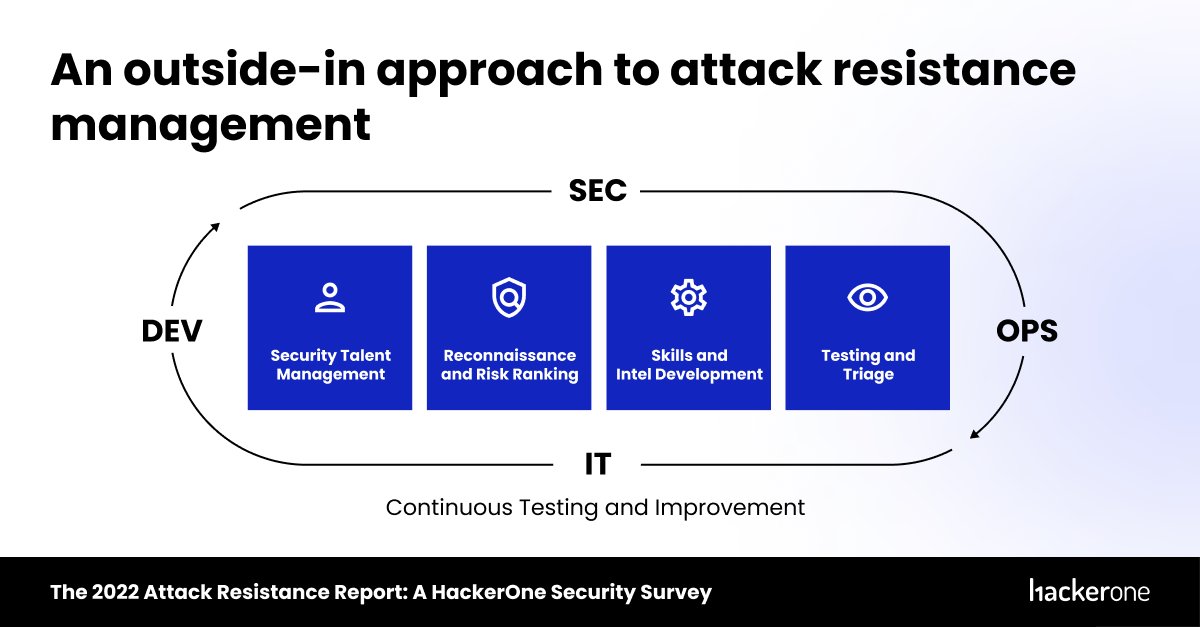 An outside-in approach to attack resistance
management
SEC
DEV
OPS
Security Talent
Management
Reconnaissance
and Risk Ranking
Skills and
Intel Development
Testing and
Triage
IT
Continuous Testing and Improvement
The 2022 Attack Resistance Report: A HackerOne Security Survey
hackerone